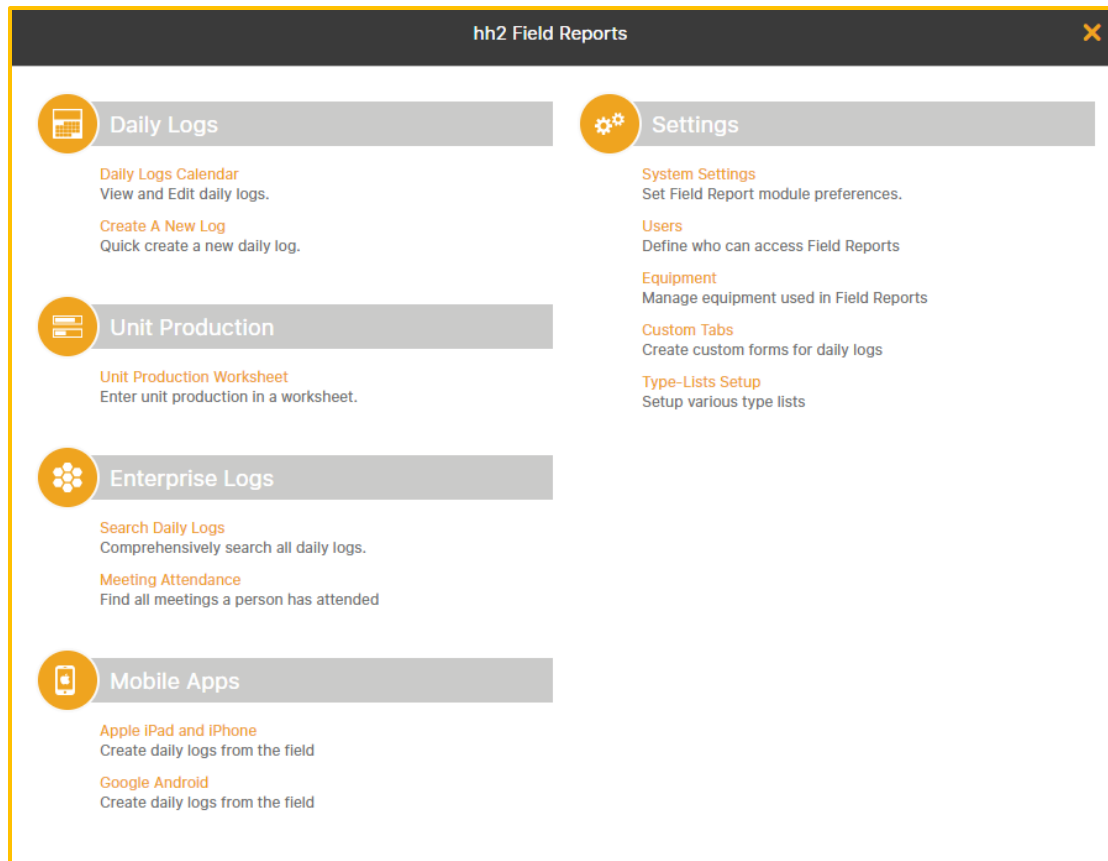 hh2 Field Reports
Daily Logs
Daily Logs Calendar
View and Edit daily logs.
Create A New Log
Quick create a new daily log.
Unit Production
Unit Production Worksheet
Enter unit production in a worksheet.
Enterprise Logs
Search Daily Logs
Comprehensively search all daily logs.
Meeting Attendance
Find all meetings a person has attended
Mobile Apps
Apple iPad and iPhone
Create daily logs from the field
Google Android
Create daily logs from the field
Settings
System Settings
Set Field Report module preferences.
Users
Define who can access Field Reports
Equipment
Manage equipment used in Field Reports
Custom Tabs
Create custom forms for daily logs
Type-Lists Setup
Setup various type lists